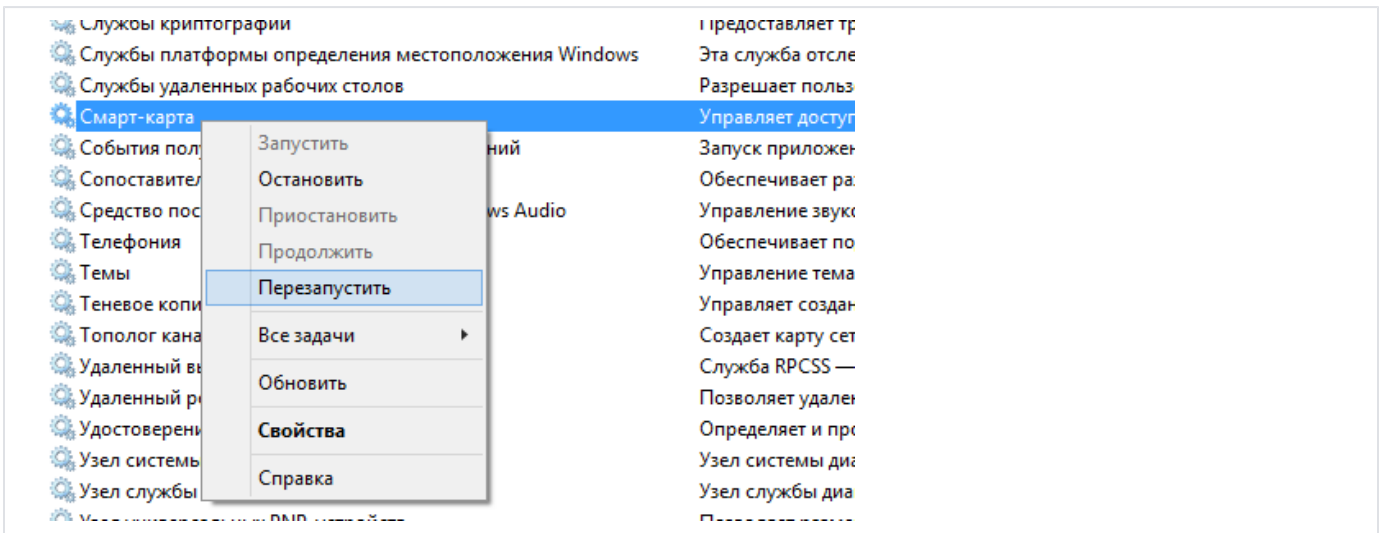 Службы криптографии Предоставляет тр
Службы платформы определения местоположения Windows Эта служба отсле
Службы удаленных рабочих столов Разрешает польз
Смарт-карта Управляет доступ
Запустить
События пол ний Запуск приложен
Остановить
Сопоставител Обеспечивает ра
Средство пос ws Audio Управление звук
Приостановить
Телефония Обеспечивает по
Продолжить
Темы Управление тема
Перезапустить
Теневое копи Управляет создан
Тополог кана Создает карту сет
Все задачи
Удаленный вы Служба RPCSS —
Обновить
Удаленный р Позволяет удален
Удостоверени Определяет и про
Свойства
Узел системы Узел системы диа
Справка
Узел службы Узел службы диа